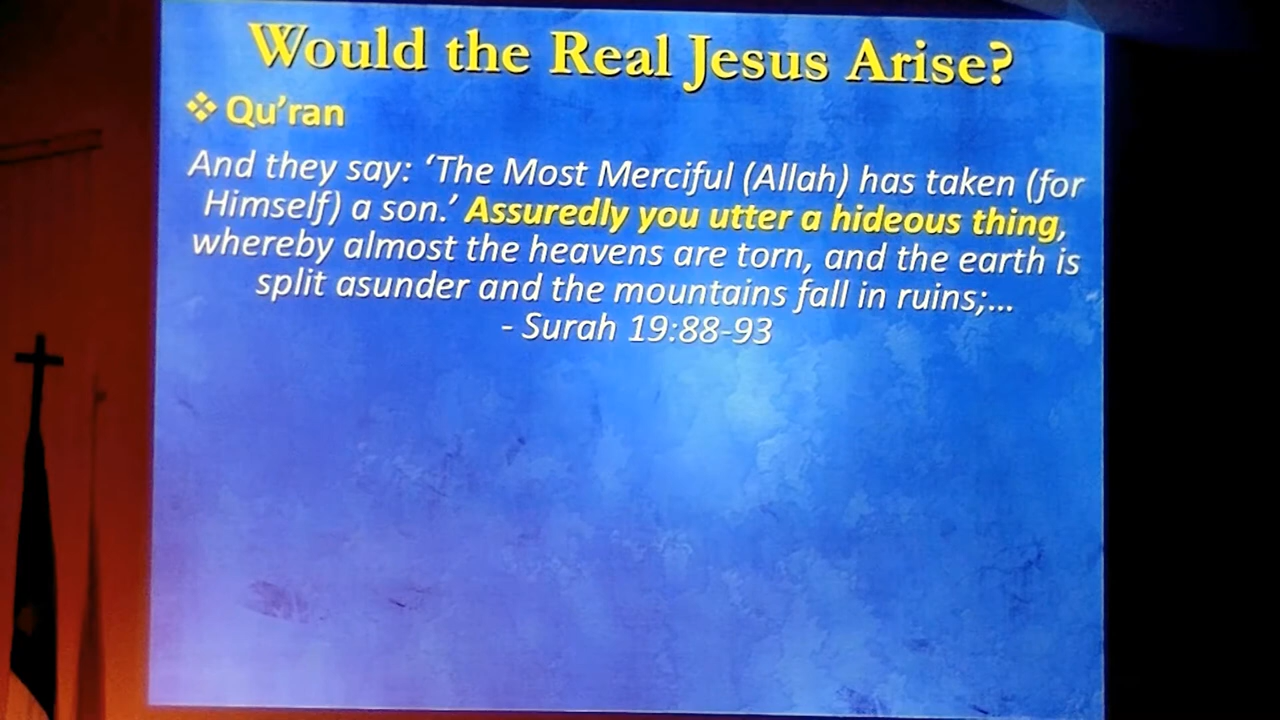 Would the Real Jesus Arise?
❖ Qu’ran
And they say: ‘The Most Merciful (Allah) has taken (for
Himself) a son.’ Assuredly you utter a hideous thing,
whereby almost the heavens are torn, and the earth is
split asunder and the mountains fall in ruins;...
- Surah 19:88-93